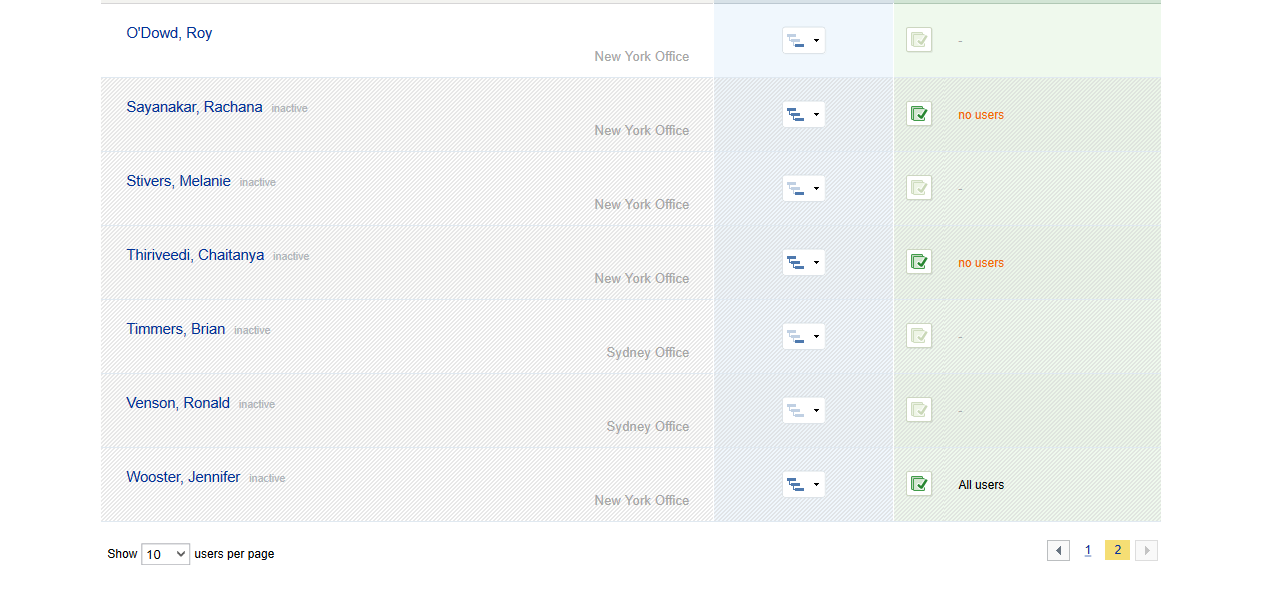 O'Dowd, Roy
New York Office
-
Sayanakar, Rachana inactive
New York Office
no users
Stivers, Melanie inactive
New York Office
-
Thiriveedi, Chaitanya inactive
New York Office
no users
Timmers, Brian inactive
Sydney Office
-
Venson, Ronald inactive
Sydney Office
-
Wooster, Jennifer inactive
New York Office
All users
Show 10 users per page
1 2